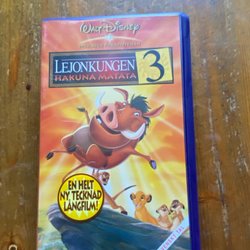 WALT DISNEY
LEJONKUNGEN 3
HAKUNA MATATA
EN HELT
NY, TECKNAD
LÅNGFILM!